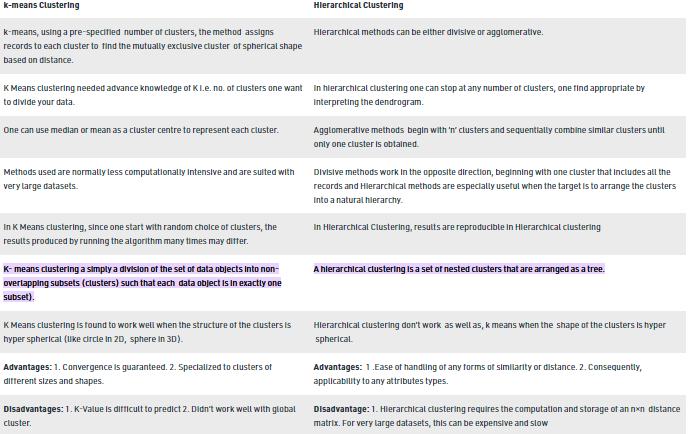 k-means Clustering
Hierarchical Clustering
k-means, using a pre-specified number of clusters, the method assigns
records to each cluster to find the mutually exclusive cluster of spherical shape
based on distance.
Hierarchical methods can be either divisive or agglomerative.
K Means clustering needed advance knowledge of K i.e. no. of clusters one want
to divide your data.
In hierarchical clustering one can stop at any number of clusters, one find appropriate by
interpreting the dendrogram.
One can use median or mean as a cluster centre to represent each cluster.
Agglomerative methods begin with 'n' clusters and sequentially combine similar clusters until
only one cluster is obtained.
Methods used are normally less computationally intensive and are suited with
very large datasets.
Divisive methods work in the opposite direction, beginning with one cluster that includes all the
records and Hierarchical methods are especially useful when the target is to arrange the clusters
into a natural hierarchy.
In K Means clustering, since one start with random choice of clusters, the
results produced by running the algorithm many times may differ.
In Hierarchical Clustering, results are reproducible in Hierarchical clustering
K- means clustering a simply a division of the set of data objects into non-
overlapping subsets (clusters) such that each data object is in exactly one
subset).
A hierarchical clustering is a set of nested clusters that are arranged as a tree.
K Means clustering is found to work well when the structure of the clusters is
hyper spherical (like circle in 2D, sphere in 3D).
Hierarchical clustering don't work as well as, k means when the shape of the clusters is hyper
spherical.
Advantages: 1. Convergence is guaranteed. 2. Specialized to clusters of
different sizes and shapes.
Advantages: 1 .Ease of handling of any forms of similarity or distance. 2. Consequently,
applicability to any attributes types.
Disadvantages: 1. K-Value is difficult to predict 2. Didn't work well with global
cluster.
Disadvantage: 1. Hierarchical clustering requires the computation and storage of an n×n distance
matrix. For very large datasets, this can be expensive and slow